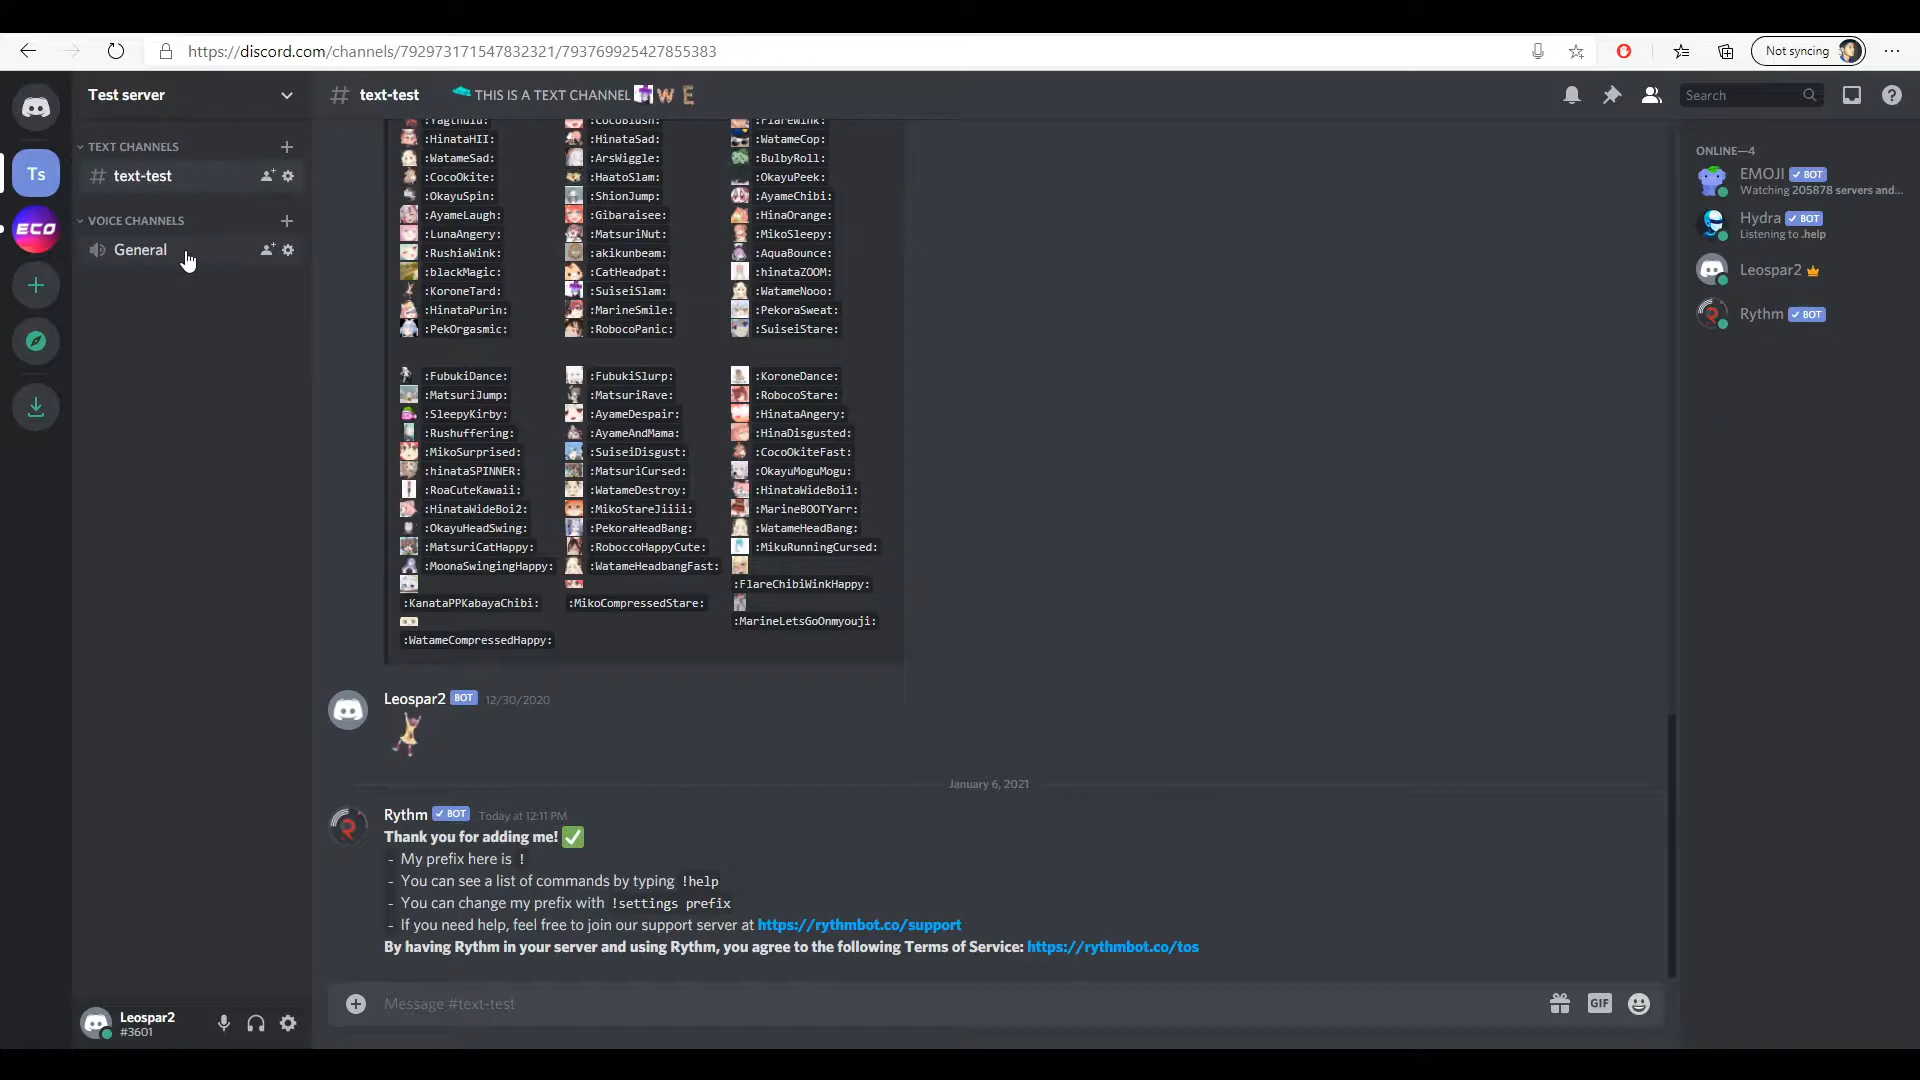 https://discord.com/channels/792973171547832321/793769925427855383
Not syncing
Test server
text-test
THIS IS A TEXT CHANNEL W E
Search
TEXT CHANNELS
text-test
VOICE CHANNELS
General
Ts
ECO
:HinataHII: :HinataSad: :WatameCop:
:WatameSad: :ArsWiggle: :BulbyRoll:
:CocoOkite: :HaatoSlam: :OkayuPeek:
:OkayuSpin: :ShionJump: :AyameChibi:
:AyameLaugh: :Gibaraisee: :HinaOrange:
:LunaAngery: :MatsuriNut: :MikoSleepy:
:RushiaWink: :akikunbeam: :AquaBounce:
:blackMagic: :CatHeadpat: :hinataZOOM:
:KoroneTard: :SuiseiSlam: :WatameNooo:
:HinataPurin: :MarineSmile: :PekoraSweat:
:PekOrgasmic: :RobocoPanic: :SuiseiStare:
:FubukiDance: :FubukiSlurp: :KoroneDance:
:MatsuriJump: :MatsuriRave: :RobocoStare:
:SleepyKirby: :AyameDespair: :HinataAngery:
:Rushuffering: :AyameAndMama: :HinaDisgusted:
:MikoSurprised: :SuiseiDisgust: :CocoOkiteFast:
:hinataSPINNER: :MatsuriCursed: :OkayuMoguMogu:
:RoaCuteKawaii: :WatameDestroy: :HinataWideBoi1:
:HinataWideBoi2: :MikoStareJiiii: :MarineBOOTYarr:
:OkayuHeadSwing: :PekoraHeadBang: :WatameHeadBang:
:MatsuriCatHappy: :RoboccoHappyCute: :MikuRunningCursed:
:MoonaSwingingHappy: :WatameHeadbangFast:
:FlareChibiWinkHappy:
:KanataPPKabayaChibi: :MikoCompressedStare:
:MarineLetsGoOnmyouji:
:WatameCompressedHappy:
Leospar2 BOT 12/30/2020
January 6, 2021
Rythm BOT Today at 12:11 PM
Thank you for adding me!
- My prefix here is !
- You can see a list of commands by typing !help
- You can change my prefix with !settings prefix
- If you need help, feel free to join our support server at https://rythmbot.co/support
By having Rythm in your server and using Rythm, you agree to the following Terms of Service: https://rythmbot.co/tos
Message #text-test
GIF
Leospar2
#3601
ONLINE—4
EMOJI BOT
Watching 205878 servers and...
Hydra BOT
Listening to .help
Leospar2
Rythm BOT